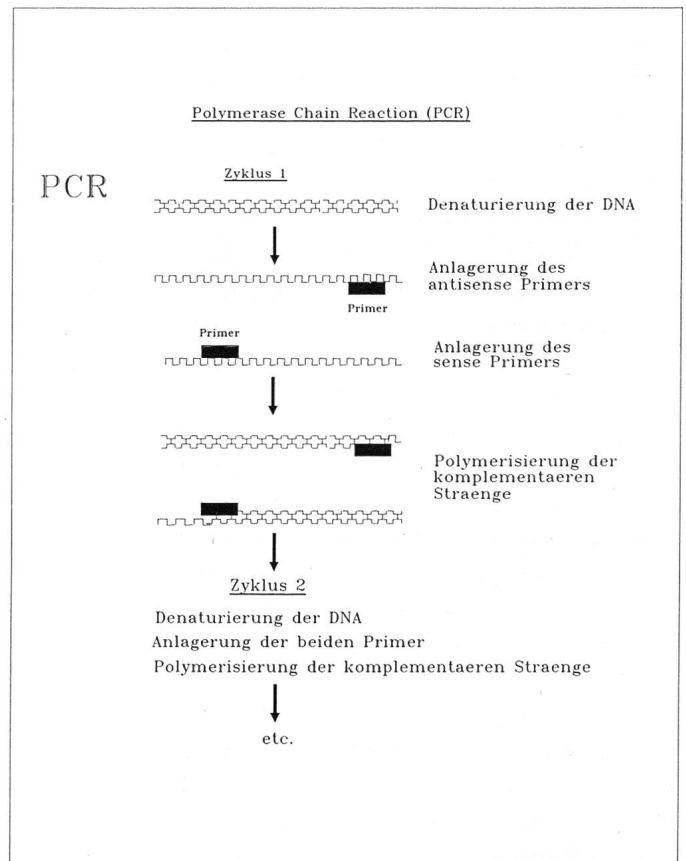 Polymerase Chain Reaction (PCR)
PCR
Zyklus 1
Denaturierung der DNA
Anlagerung des
antisense Primers
Primer
Primer
Anlagerung des
sense Primers
Polymerisierung der
komplementaeren
Straenge
Zyklus 2
Denaturierung der DNA
Anlagerung der beiden Primer
Polymerisierung der komplementaeren Straenge
etc.